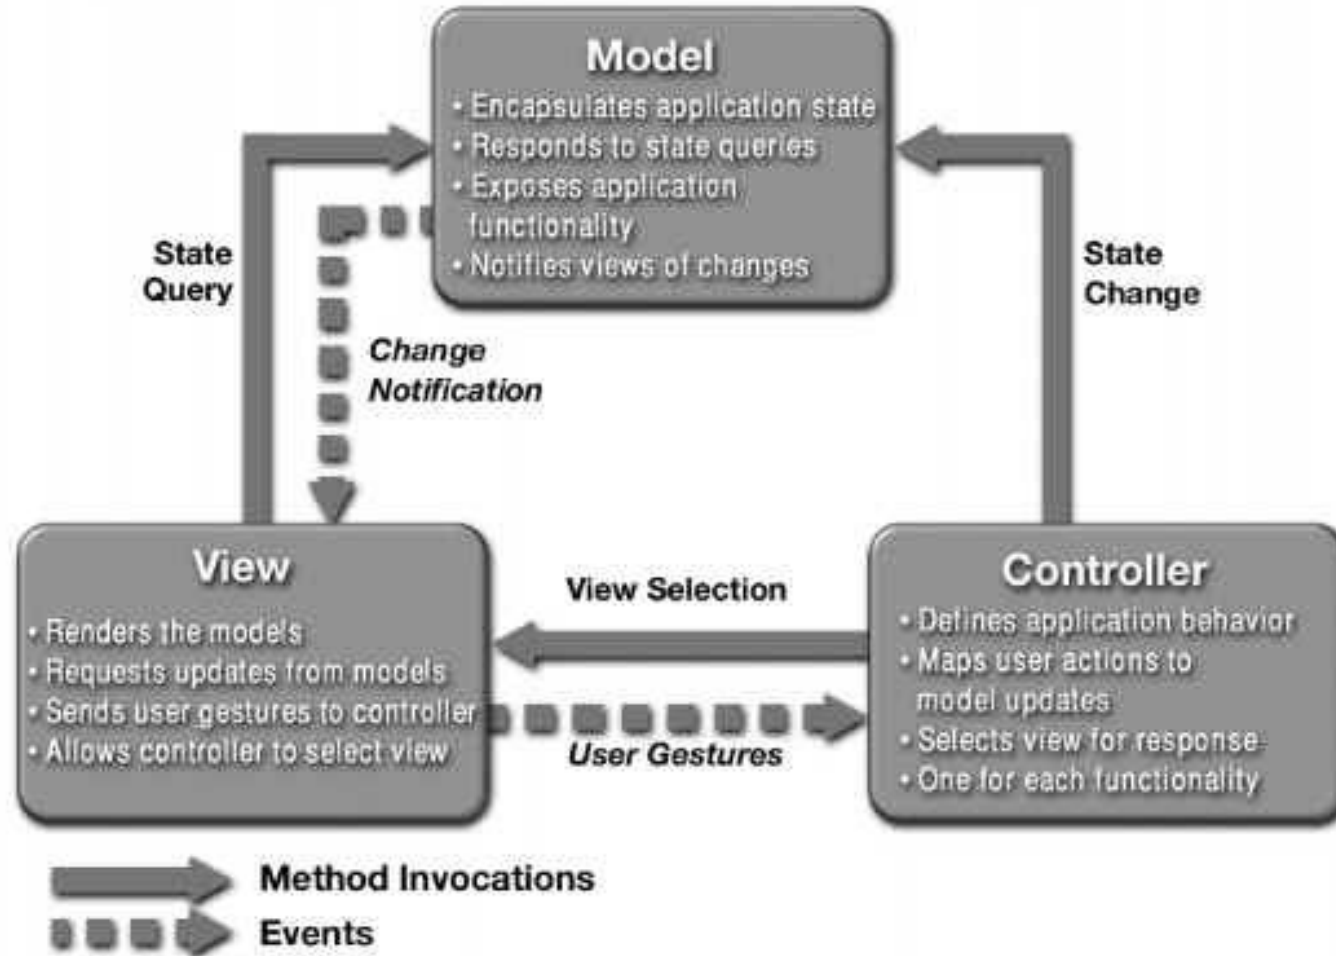 Model
• Encapsulates application state
• Responds to state queries
• Exposes application
functionality
• Notifies views of changes
State
Query
Change
Notification
State
Change
View
• Renders the models
• Requests updates from models
• Sends user gestures to controller
• Allows controller to select view
View Selection
User Gestures
Controller
• Defines application behavior
• Maps user actions to
model updates
• Selects view for response
• One for each functionality
Method Invocations
Events